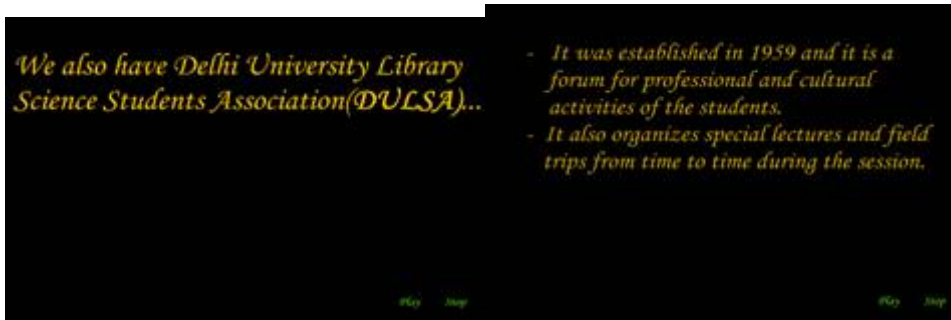 We also have Delhi University Library
Science Students Association(DULSA)...
Play Stop
- It was established in 1959 and it is a
forum for professional and cultural
activities of the students.
- It also organizes special lectures and field
trips from time to time during the session.
Play Stop